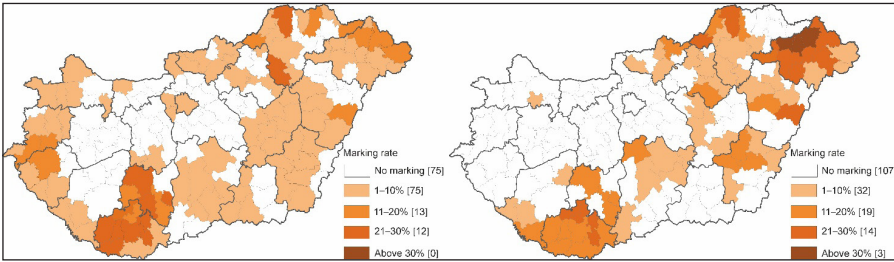 Marking rate
No marking [75]
1–10% [75]
11–20% [13]
21–30% [12]
Above 30% [0]
Marking rate
No marking [107]
1–10% [32]
11–20% [19]
21–30% [14]
Above 30% [3]